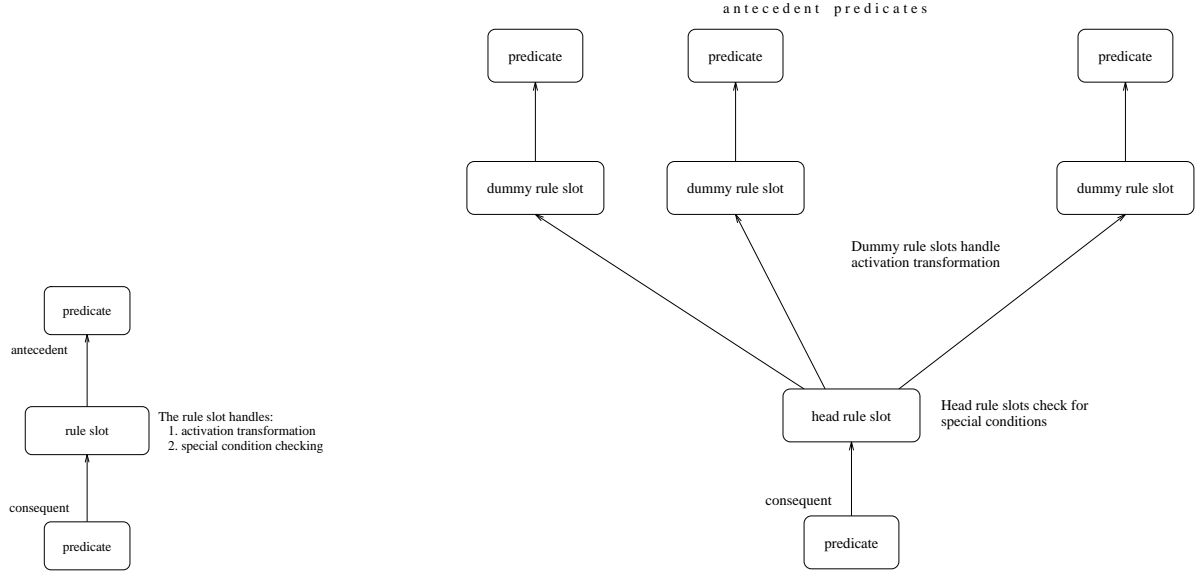 predicate
antecedent
rule slot
The rule slot handles:
1. activation transformation
2. special condition checking
consequent
predicate
antecedent predicates
predicate predicate predicate
dummy rule slot dummy rule slot dummy rule slot
Dummy rule slots handle
activation transformation
head rule slot
Head rule slots check for
special conditions
consequent
predicate